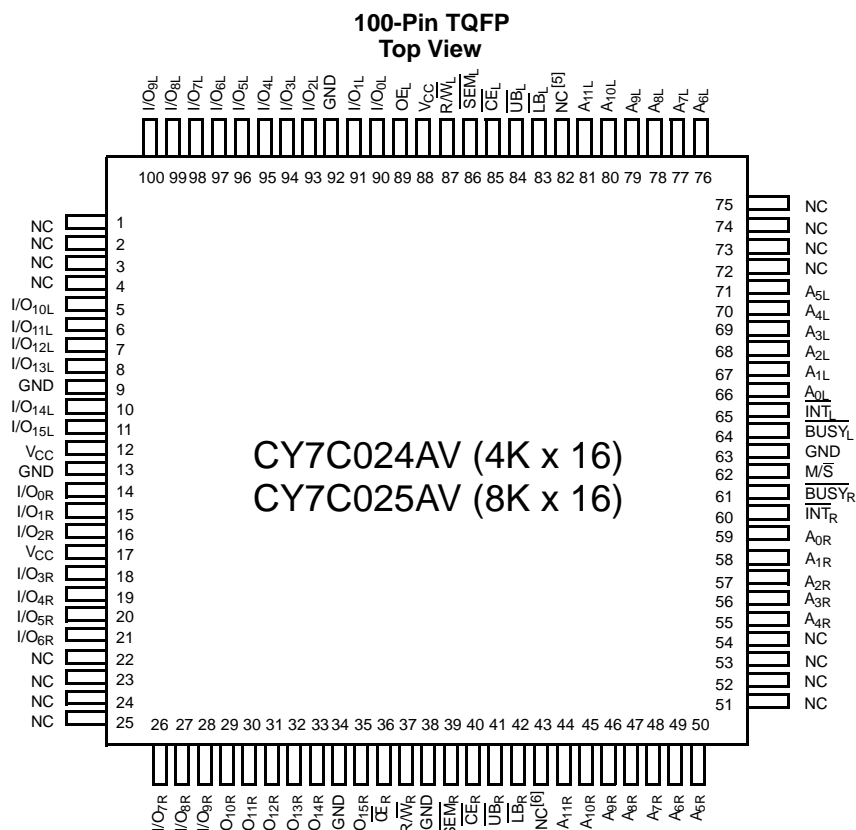 100-Pin TQFP
Top View
I/O9L
I/O8L
I/O7L
I/O6L
I/O5L
I/O4L
I/O3L
I/O2L
GND
I/O1L
I/O0L
OEL
VCC
R/WL
SEML
CEL
UBL
LBL
NC[5]
A11L
A10L
A9L
A8L
A7L
A6L
100 99 98 97 96 95 94 93 92 91 90 89 88 87 86 85 84 83 82 81 80 79 78 77 76
NC 1
NC 2
NC 3
NC 4
I/O10L 5
I/O11L 6
I/O12L 7
I/O13L 8
GND 9
I/O14L 10
I/O15L 11
VCC 12
GND 13
I/O0R 14
I/O1R 15
I/O2R 16
VCC 17
I/O3R 18
I/O4R 19
I/O5R 20
I/O6R 21
NC 22
NC 23
NC 24
NC 25
CY7C024AV (4K x 16)
CY7C025AV (8K x 16)
75 NC
74 NC
73 NC
72 NC
71 A5L
70 A4L
69 A3L
68 A2L
67 A1L
66 A0L
65 INTL
64 BUSYL
63 GND
62 M/S
61 BUSYR
60 INTR
59 A0R
58 A1R
57 A2R
56 A3R
55 A4R
54 NC
53 NC
52 NC
51 NC
26 27 28 29 30 31 32 33 34 35 36 37 38 39 40 41 42 43 44 45 46 47 48 49 50
I/O7R
I/O8R
I/O9R
O10R
O11R
O12R
O13R
O14R
GND
O15R
OER
R/WR
GND
SEMR
CER
UBR
LBR
NC[6]
A11R
A10R
A9R
A8R
A7R
A6R
A5R